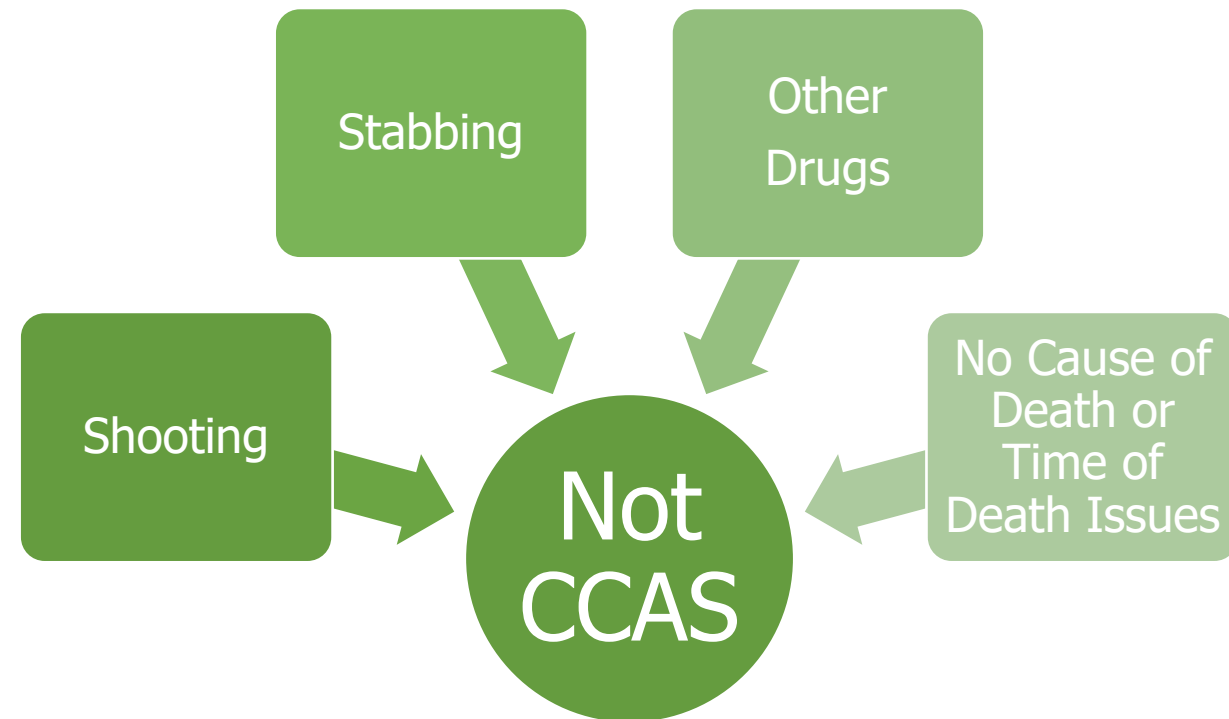 Stabbing
Other
Drugs
Shooting
No Cause of
Death or
Time of
Death Issues
Not
CCAS